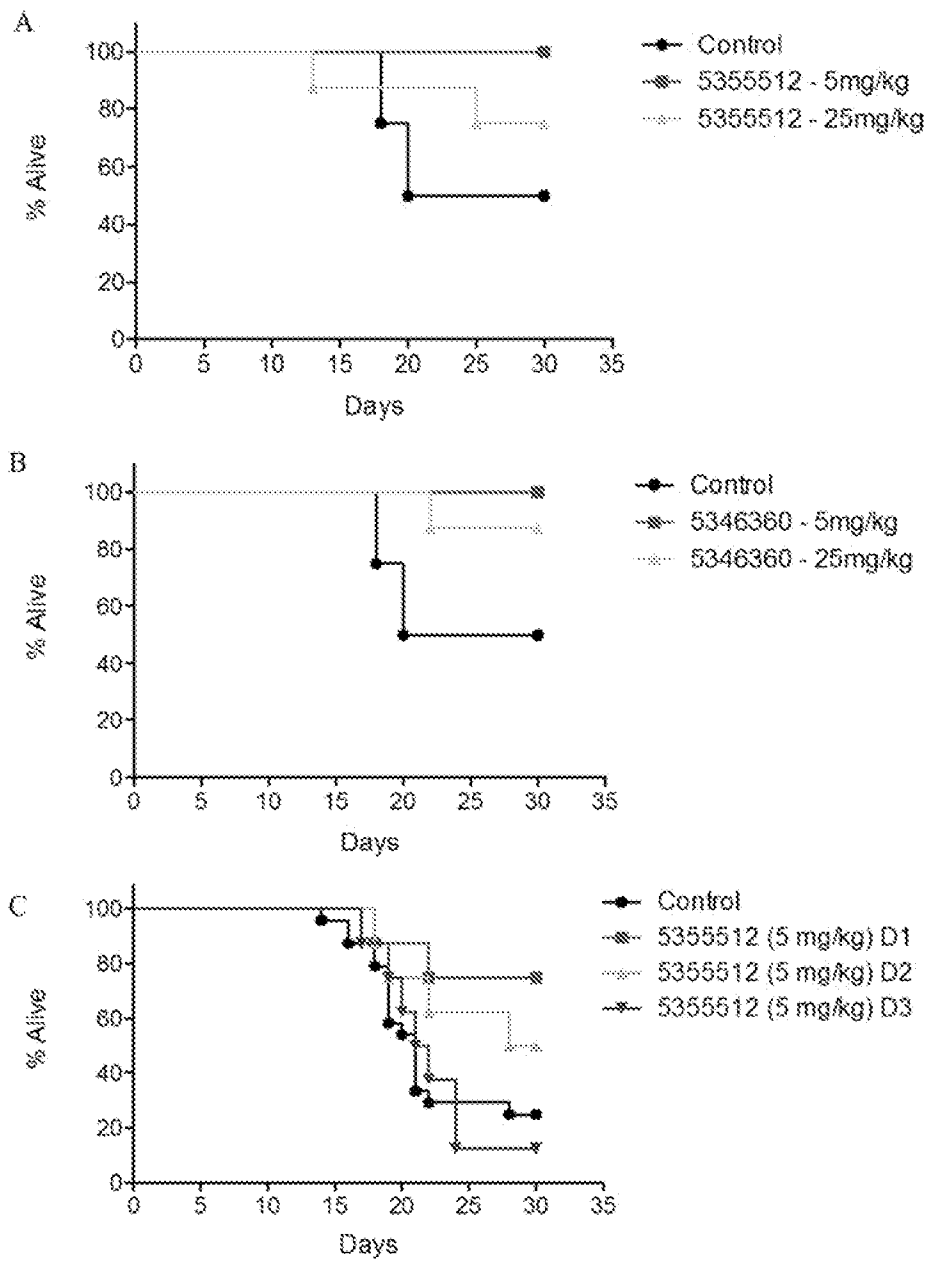 A
% Alive
100
80
60
40
20
0
0 5 10 15 20 25 30 35
Days
Control
5355512 - 5mg/kg
5355512 - 25mg/kg
B
% Alive
100
80
60
40
20
0
0 5 10 15 20 25 30 35
Days
Control
5346360 - 5mg/kg
5346360 - 25mg/kg
C
% Alive
100
80
60
40
20
0
0 5 10 15 20 25 30 35
Days
Control
5355512 (5 mg/kg) D1
5355512 (5 mg/kg) D2
5355512 (5 mg/kg) D3